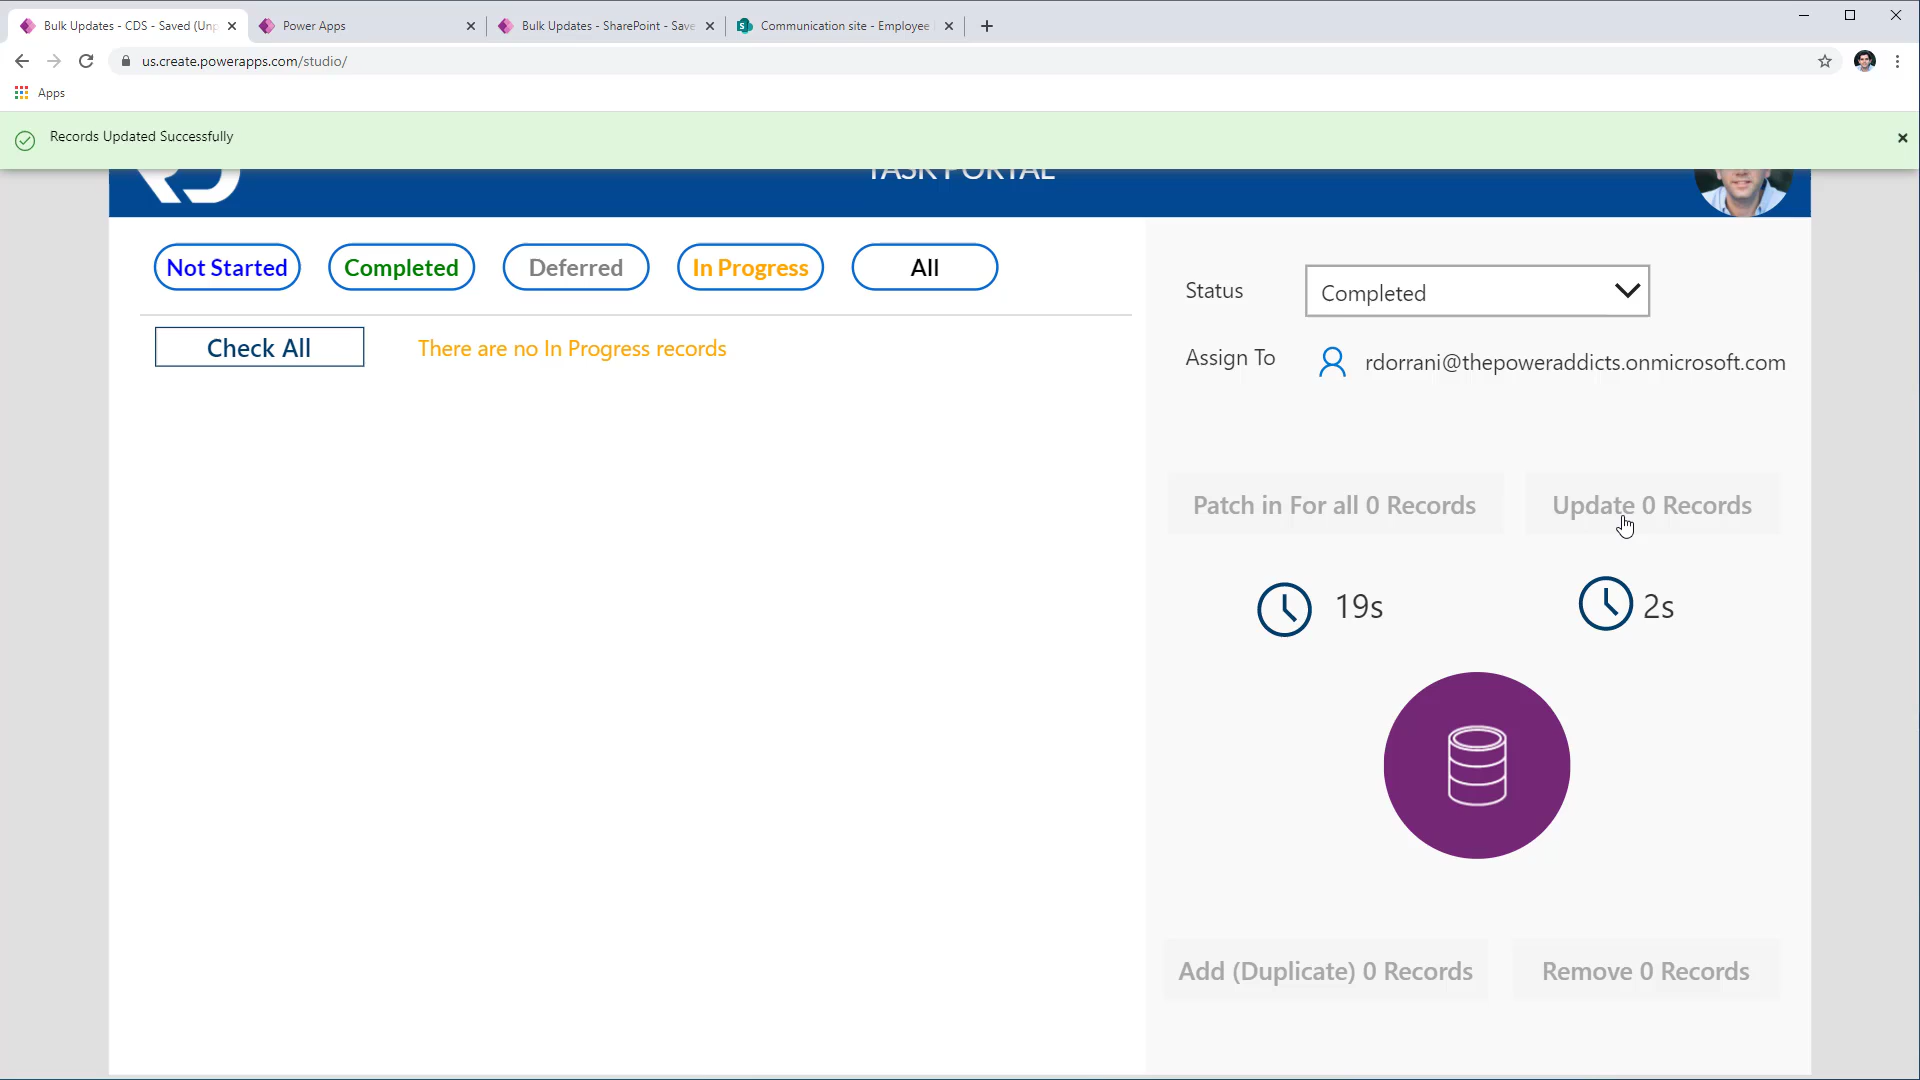 Bulk Updates - CDS - Saved (Unp
Power Apps
Bulk Updates - SharePoint - Save
Communication site - Employee
us.create.powerapps.com/studio/
Apps
Records Updated Successfully
TASK PORTAL
Not Started
Completed
Deferred
In Progress
All
Check All
There are no In Progress records
Status
Completed
Assign To
rdorrani@thepoweraddicts.onmicrosoft.com
Patch in For all 0 Records
Update 0 Records
19s
2s
Add (Duplicate) 0 Records
Remove 0 Records